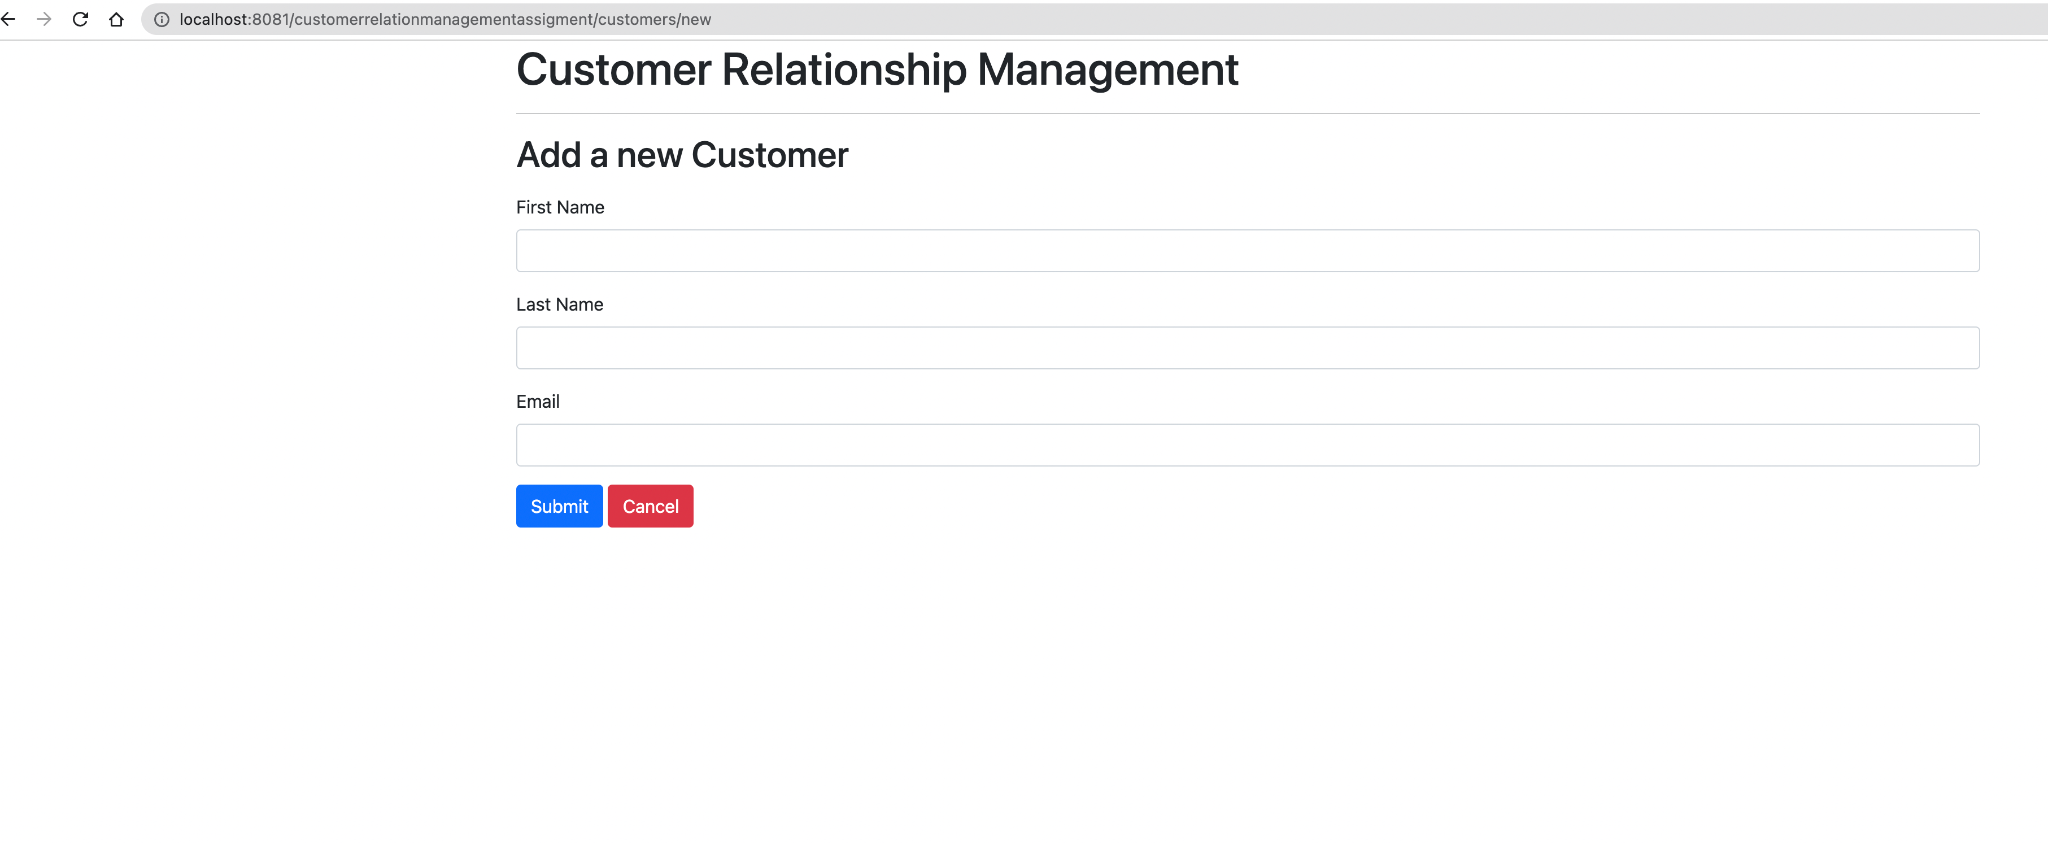 localhost:8081/customerrelationmanagementassigment/customers/new
Customer Relationship Management
Add a new Customer
First Name
Last Name
Email
Submit Cancel